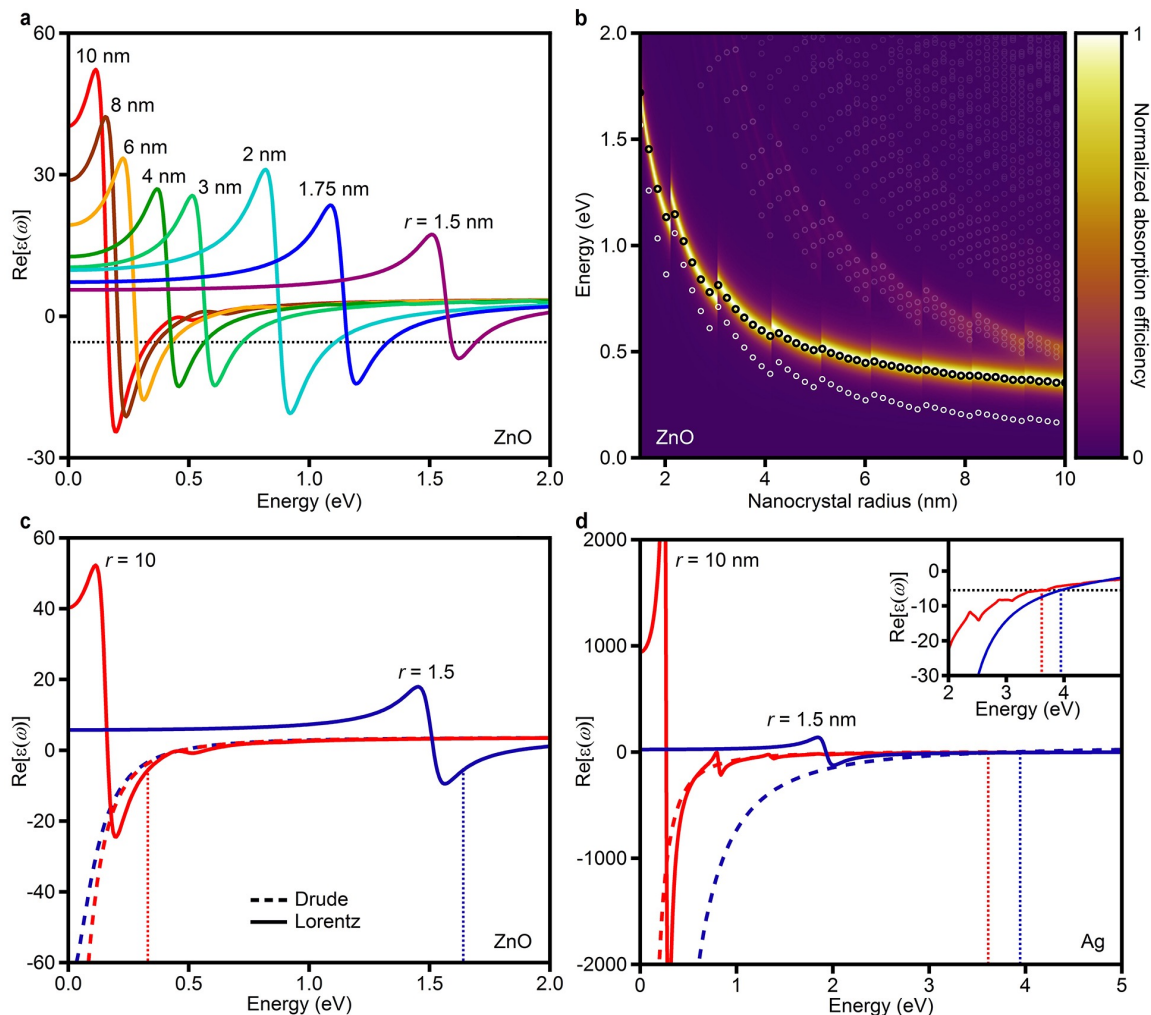 a
60
30
0
-30
Re[ε(ω)]
10 nm
8 nm
6 nm
4 nm
3 nm
2 nm
1.75 nm
r = 1.5 nm
ZnO
0.0 0.5 1.0 1.5 2.0
Energy (eV)
b
2.0
1.5
1.0
0.5
0.0
Energy (eV)
ZnO
2 4 6 8 10
Nanocrystal radius (nm)
1
0
Normalized absorption efficiency
c
60
40
20
0
-20
-40
-60
Re[ε(ω)]
r = 10
r = 1.5
Drude
Lorentz
ZnO
0.0 0.5 1.0 1.5 2.0
Energy (eV)
d
2000
1000
0
-1000
-2000
Re[ε(ω)]
r = 10 nm
r = 1.5 nm
0
-10
-20
-30
Re[ε(ω)]
2 3 4
Energy (eV)
Ag
0 1 2 3 4 5
Energy (eV)